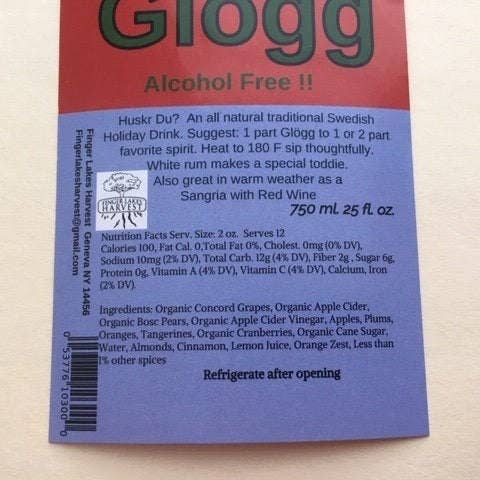 Glögg
Alcohol Free !!
Huskr Du? An all natural traditional Swedish
Holiday Drink. Suggest: 1 part Glögg to 1 or 2 part
favorite spirit. Heat to 180 F sip thoughtfully.
White rum makes a special toddie.
Also great in warm weather as a
Sangria with Red Wine
750 ml 25 fl. oz.
Finger Lakes Harvest Geneva NY 14456
Fingerlakesharvest@gmail.com
FINGER LAKES
HARVEST
Nutrition Facts Serv. Size: 2 oz. Serves 12
Calories 100, Fat Cal. 0,Total Fat 0%, Cholest. 0mg (0% DV),
Sodium 10mg (2% DV), Total Carb. 12g (4% DV), Fiber 2g , Sugar 6g,
Protein 0g, Vitamin A (4% DV), Vitamin C (4% DV), Calcium, Iron
(2% DV)
Ingredients: Organic Concord Grapes, Organic Apple Cider,
Organic Bosc Pears, Organic Apple Cider Vinegar, Apples, Plums,
Oranges, Tangerines, Organic Cranberries, Organic Cane Sugar,
Water, Almonds, Cinnamon, Lemon Juice, Orange Zest, Less than
1% other spices
Refrigerate after opening
0 53776 10300 0